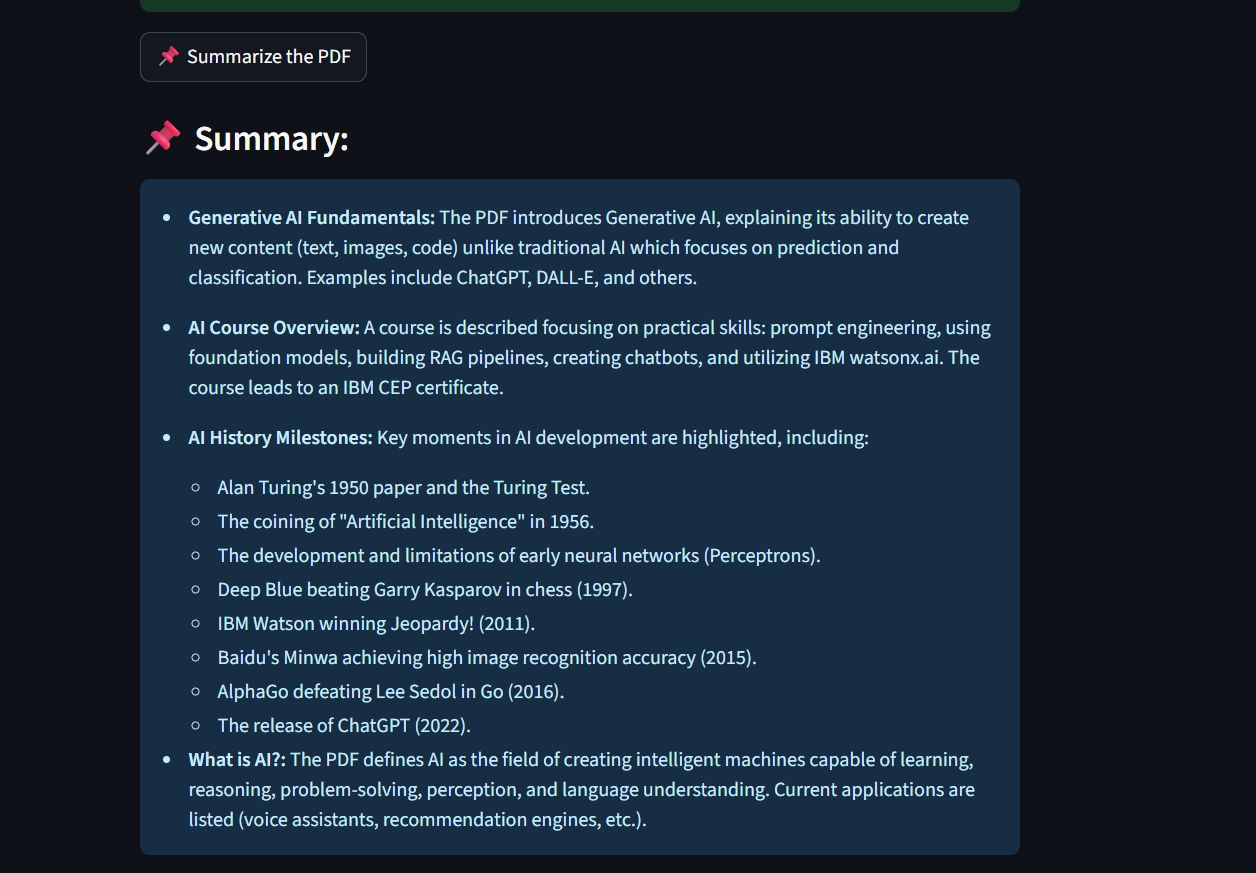 📌 Summarize the PDF
📌 Summary:
• Generative AI Fundamentals: The PDF introduces Generative AI, explaining its ability to create
new content (text, images, code) unlike traditional AI which focuses on prediction and
classification. Examples include ChatGPT, DALL-E, and others.
• AI Course Overview: A course is described focusing on practical skills: prompt engineering, using
foundation models, building RAG pipelines, creating chatbots, and utilizing IBM watsonx.ai. The
course leads to an IBM CEP certificate.
• AI History Milestones: Key moments in AI development are highlighted, including:
○ Alan Turing's 1950 paper and the Turing Test.
○ The coining of "Artificial Intelligence" in 1956.
○ The development and limitations of early neural networks (Perceptrons).
○ Deep Blue beating Garry Kasparov in chess (1997).
○ IBM Watson winning Jeopardy! (2011).
○ Baidu's Minwa achieving high image recognition accuracy (2015).
○ AlphaGo defeating Lee Sedol in Go (2016).
○ The release of ChatGPT (2022).
• What is AI?: The PDF defines AI as the field of creating intelligent machines capable of learning,
reasoning, problem-solving, perception, and language understanding. Current applications are
listed (voice assistants, recommendation engines, etc.).